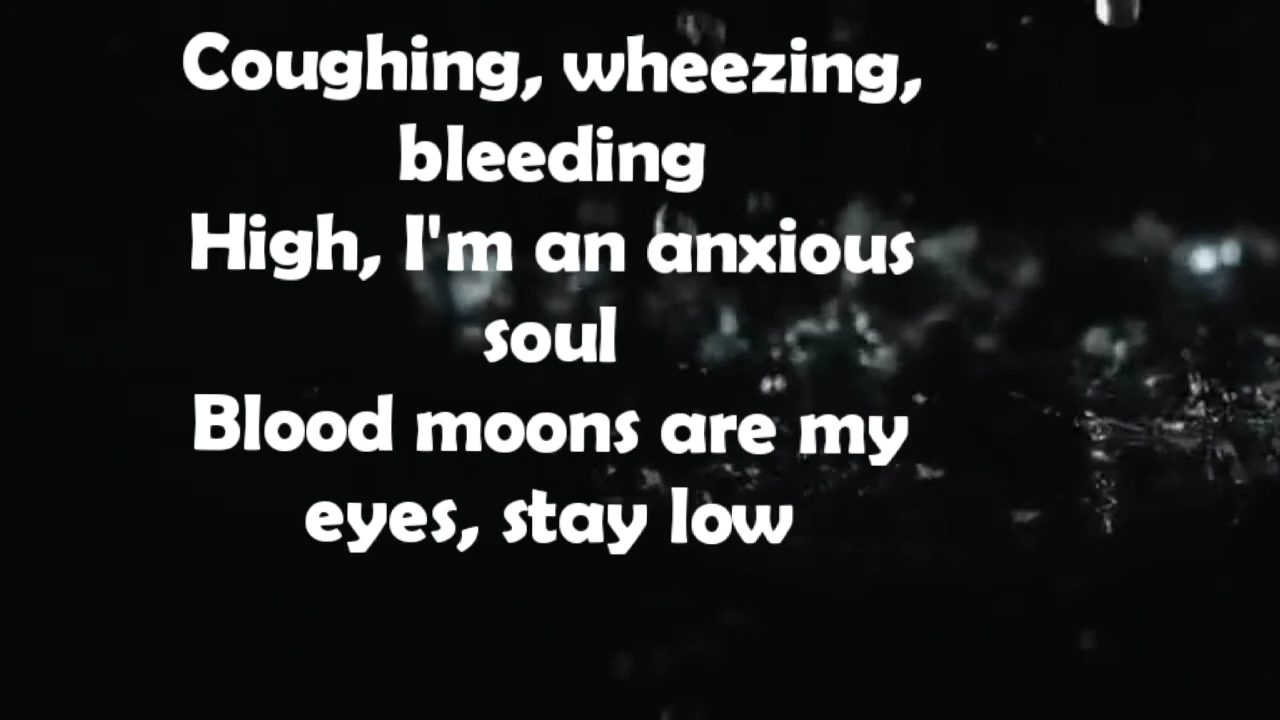 Coughing, wheezing,
bleeding
High, I'm an anxious
soul
Blood moons are my
eyes, stay low